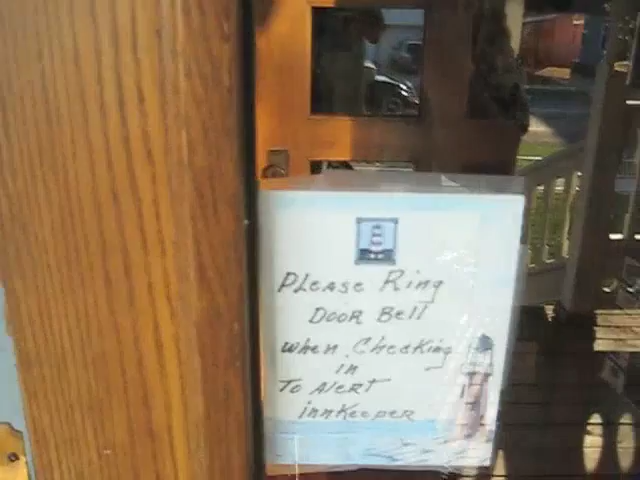 Please Ring
Door Bell
when Checking
in
To Alert
innkeeper